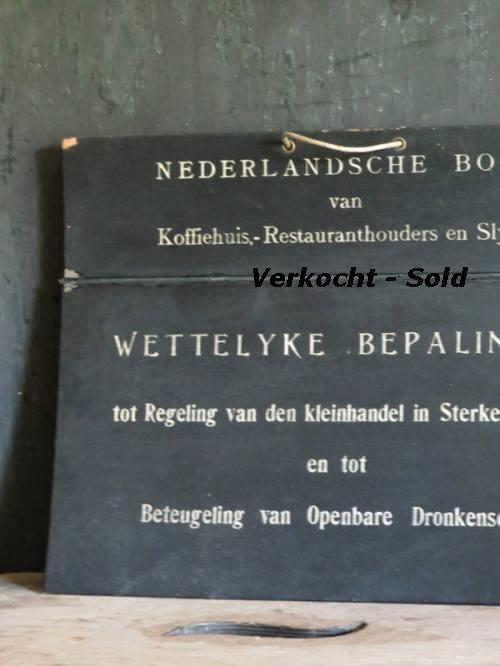 NEDERLANDSCHE BO
van
Koffiehuis,-Restauranthouders en Sly
Verkocht - Sold
WETTELYKE BEPALIN
tot Regeling van den kleinhandel in Sterke
en tot
Beteugeling van Openbare Dronkensc